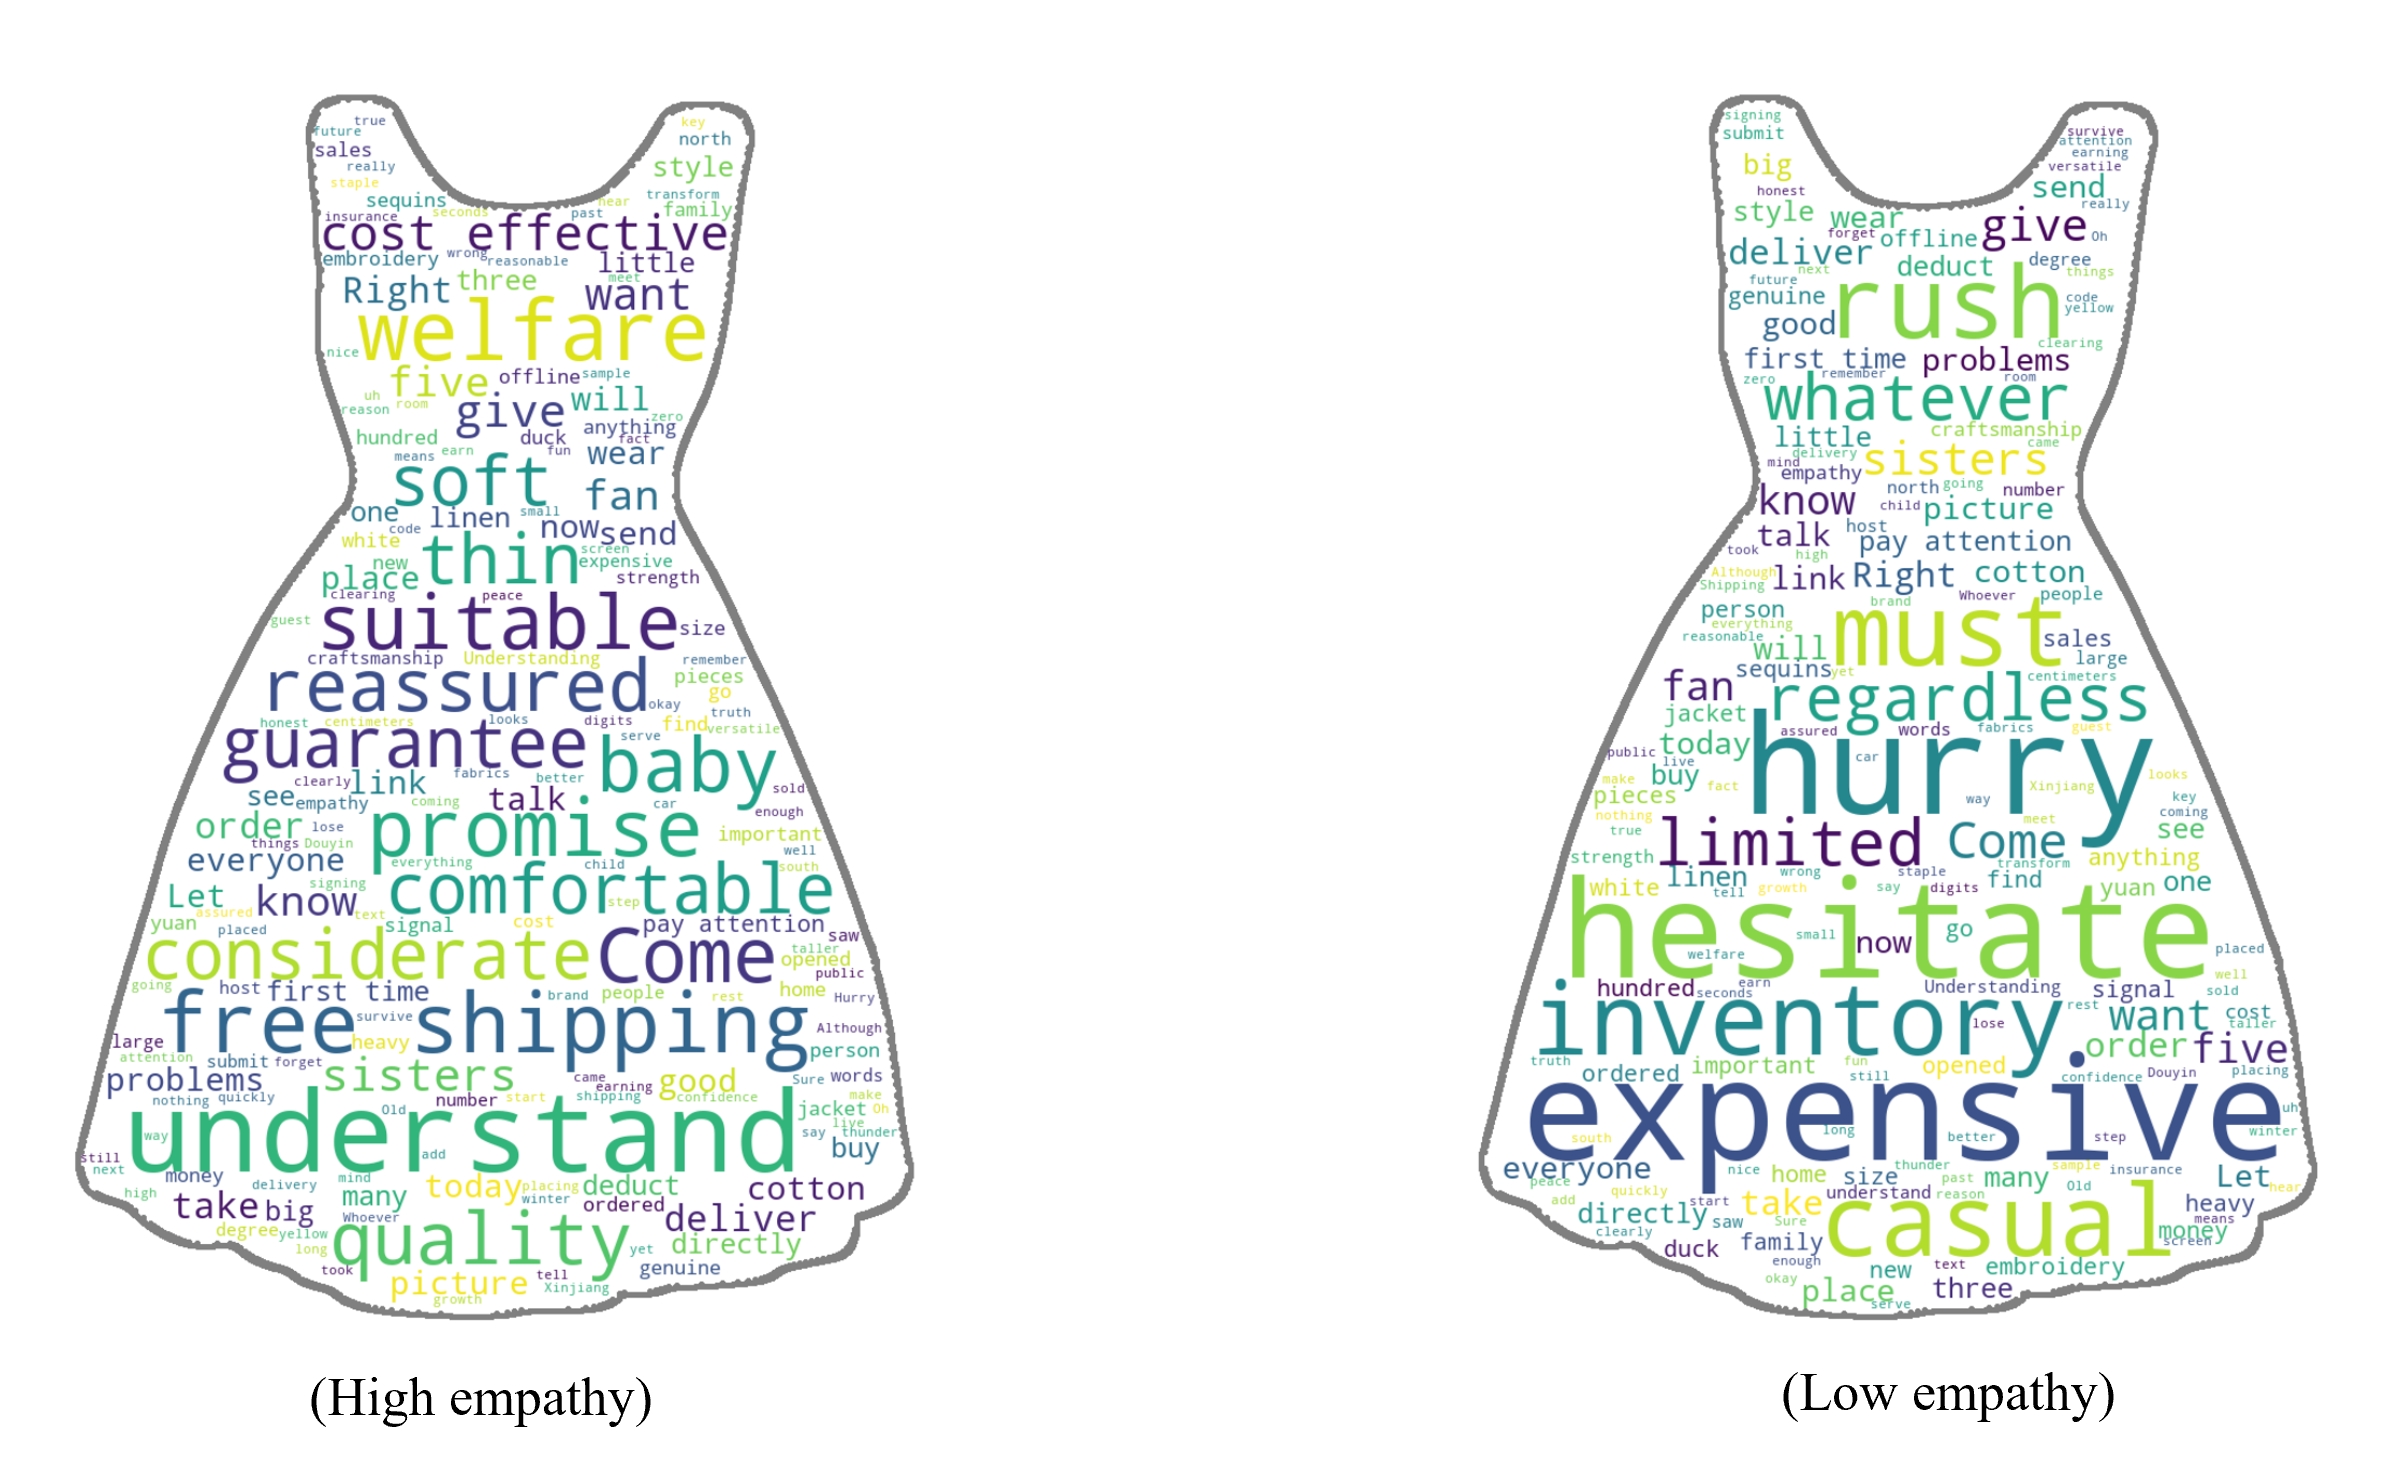 true
future
sales
really
staple
sequins
insurance seconds
key
north
style
transform
near
past family
cost effective
embroidery wrong reasonable little
Right three meet want
welfare
nice
five offline sample
uh
reason room give will zero
hundred duck anything
fact
means earn fun wear
soft fan
one linen small now send
code
white thin screen
new expensive
place strength
clearing peace
guest suitable size
craftsmanship Understanding remember
reassured pieces
go
okay truth
honest centimeters looks digits find versatile
guarantee serve baby
clearly link fabrics better sold
see empathy coming talk car enough
order lose promise important
things Douyin well
everyone everything child south
Let know signing comfortable
step
yuan assured text signal cost pay attention
placed saw
considerate Come taller
opened
public
going host first time brand people rest home Hurry
free survive shipping Although
large heavy person
attention submit forget
problems sisters came earning good Sure words
nothing quickly number start shipping confidence make
Old jacket Oh
live
way understand say thunder
still add buy
next
money delivery mind today placing deduct cotton
high many winter
take big Whoever ordered deliver
degree yellow quality directly
long yet
took picture tell genuine
growth Xinjiang
(High empathy)
signing
submit
big
honest
style wear
survive
attention
earning
versatile
send
really
forget offline give Oh
deliver deduct degree
next things
future
genuine rush code
yellow
good clearing
first time problems
zero remember room
whatever
little craftsmanship
came
delivery sisters
mind
empathy
know north going number
child picture
talk host
took high pay attention
Although link Right cotton
Shipping
person brand Whoever people
everything must
reasonable will sales
sequins yet large
fan regardless centimeters
jacket
assured words fabrics guest
public today hurry
live car
make buy fact Xinjiang looks
pieces way key
nothing meet coming
true limited Come see
strength transform anything
linen wrong staple find
white tell growth say digits yuan one
hesitate
small now go
welfare placed
well
hundred seconds earn Understanding signal sold
inventory rest want cost
lose taller
order five
truth important fun opened
ordered still confidence Douyin placing
expensive uh
south long better step winter
everyone nice home size thunder past many sample insurance Let
peace Old hear
quickly start understand reason
add take heavy
directly saw Sure casual means
clearly money
duck family screen
enough
okay new text embroidery
place three
serve
(Low empathy)